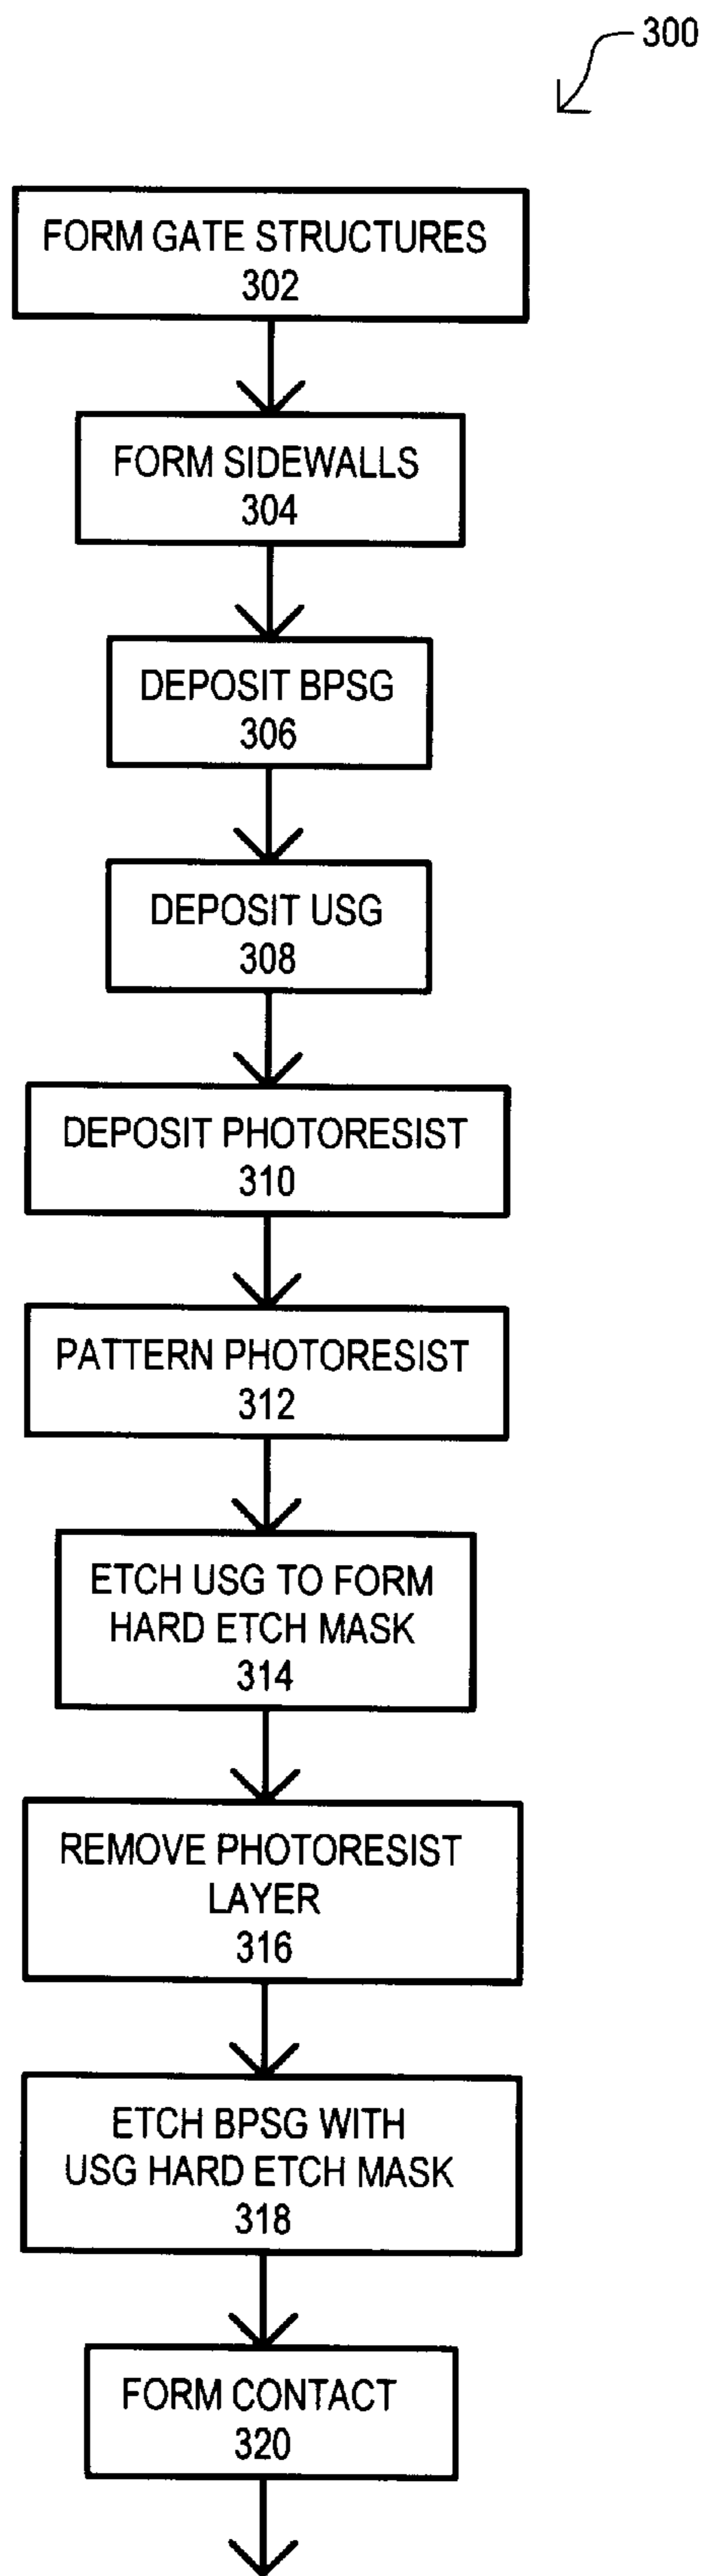 300
FORM GATE STRUCTURES
302
FORM SIDEWALLS
304
DEPOSIT BPSG
306
DEPOSIT USG
308
DEPOSIT PHOTORESIST
310
PATTERN PHOTORESIST
312
ETCH USG TO FORM
HARD ETCH MASK
314
REMOVE PHOTORESIST
LAYER
316
ETCH BPSG WITH
USG HARD ETCH MASK
318
FORM CONTACT
320